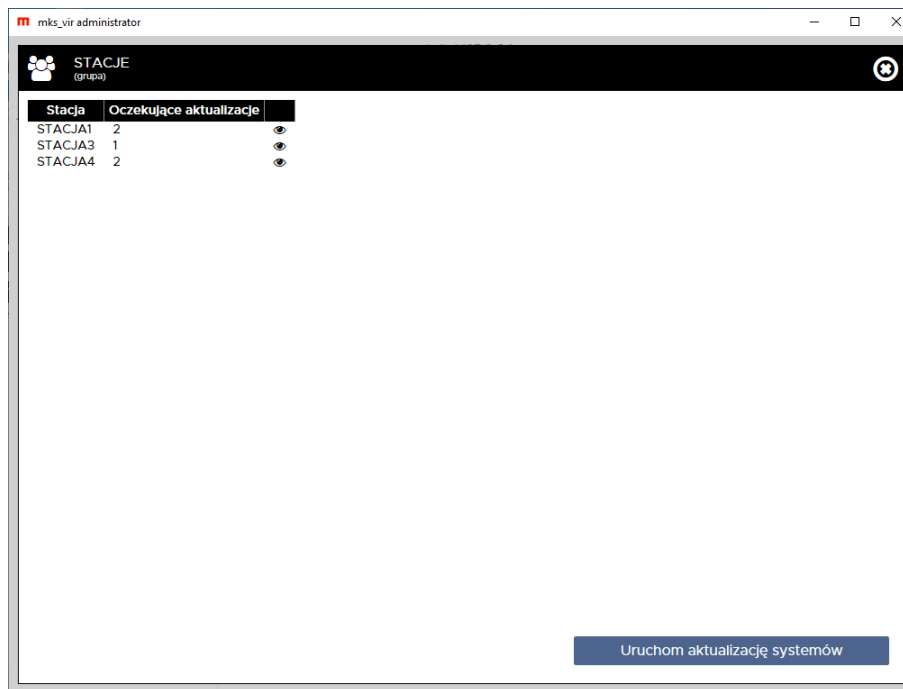 mks_vir administrator
STACJE
(grupa)
Stacja Oczekujące aktualizacje
STACJA1 2
STACJA3 1
STACJA4 2
Uruchom aktualizację systemów